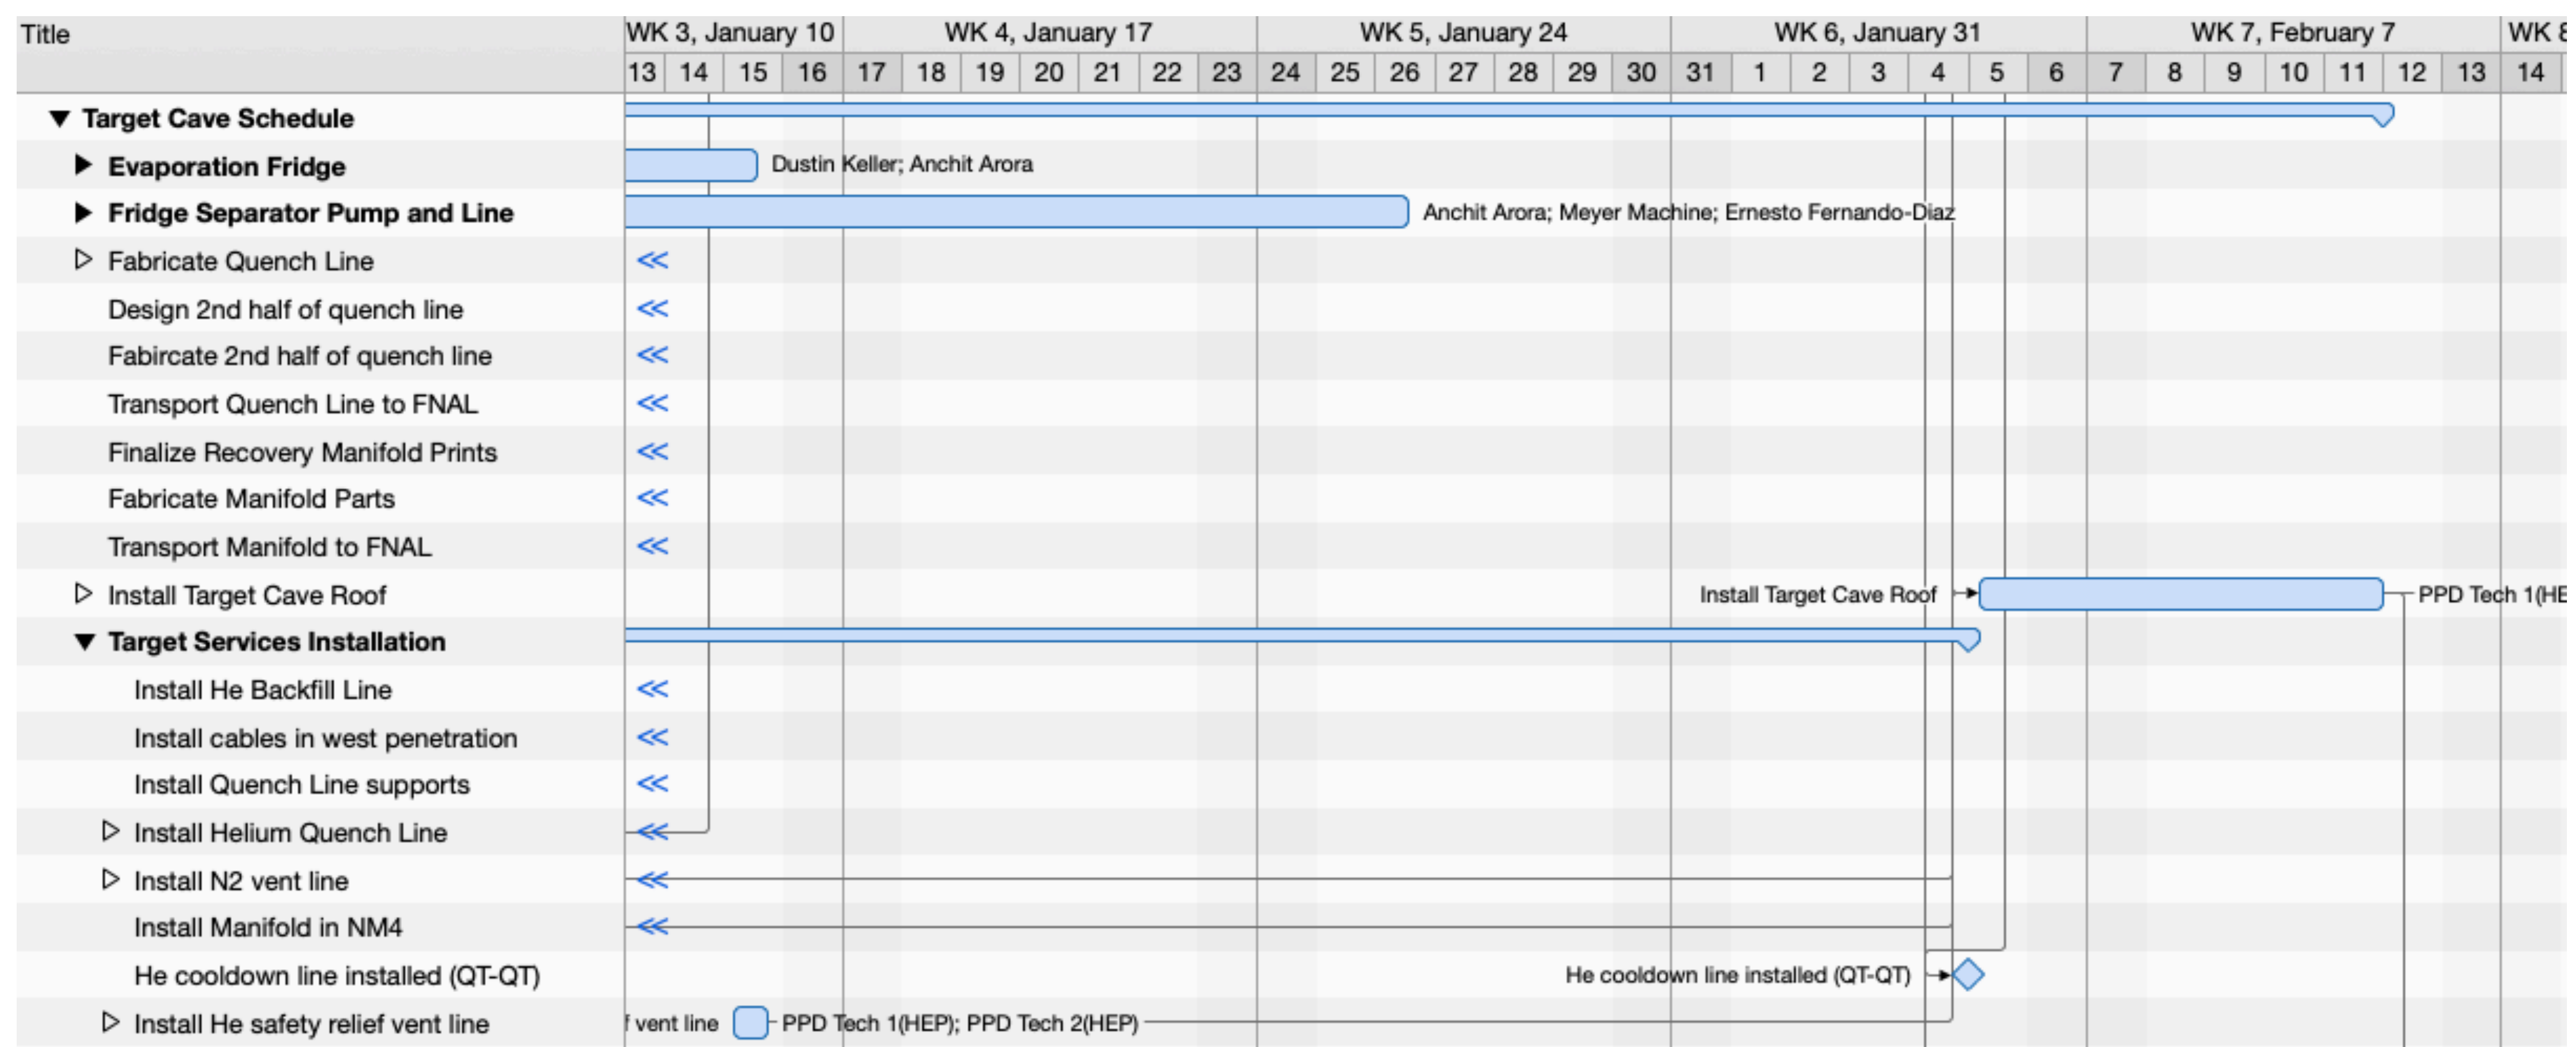 Title
WK 3, January 10 WK 4, January 17 WK 5, January 24 WK 6, January 31 WK 7, February 7 WK
13 14 15 16 17 18 19 20 21 22 23 24 25 26 27 28 29 30 31 1 2 3 4 5 6 7 8 9 10 11 12 13 14
Target Cave Schedule
Evaporation Fridge Dustin Keller; Anchit Arora
Fridge Separator Pump and Line Anchit Arora; Meyer Machine; Ernesto Fernando-Diaz
Fabricate Quench Line
Design 2nd half of quench line
Fabircate 2nd half of quench line
Transport Quench Line to FNAL
Finalize Recovery Manifold Prints
Fabricate Manifold Parts
Transport Manifold to FNAL
Install Target Cave Roof Install Target Cave Roof PPD Tech 1(HE
Target Services Installation
Install He Backfill Line
Install cables in west penetration
Install Quench Line supports
Install Helium Quench Line
Install N2 vent line
Install Manifold in NM4
He cooldown line installed (QT-QT) He cooldown line installed (QT-QT)
Install He safety relief vent line f vent line PPD Tech 1(HEP); PPD Tech 2(HEP)